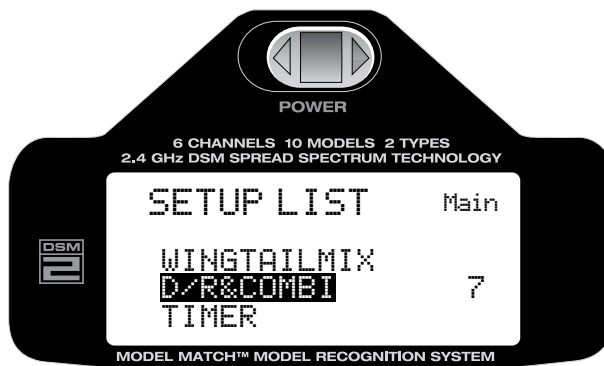 POWER
6 CHANNELS 10 MODELS 2 TYPES
2.4 GHz DSM SPREAD SPECTRUM TECHNOLOGY
SETUP LIST Main
WINGTAILMIX
D/R&COMBI 7
TIMER
DSM
2
MODEL MATCH™ MODEL RECOGNITION SYSTEM